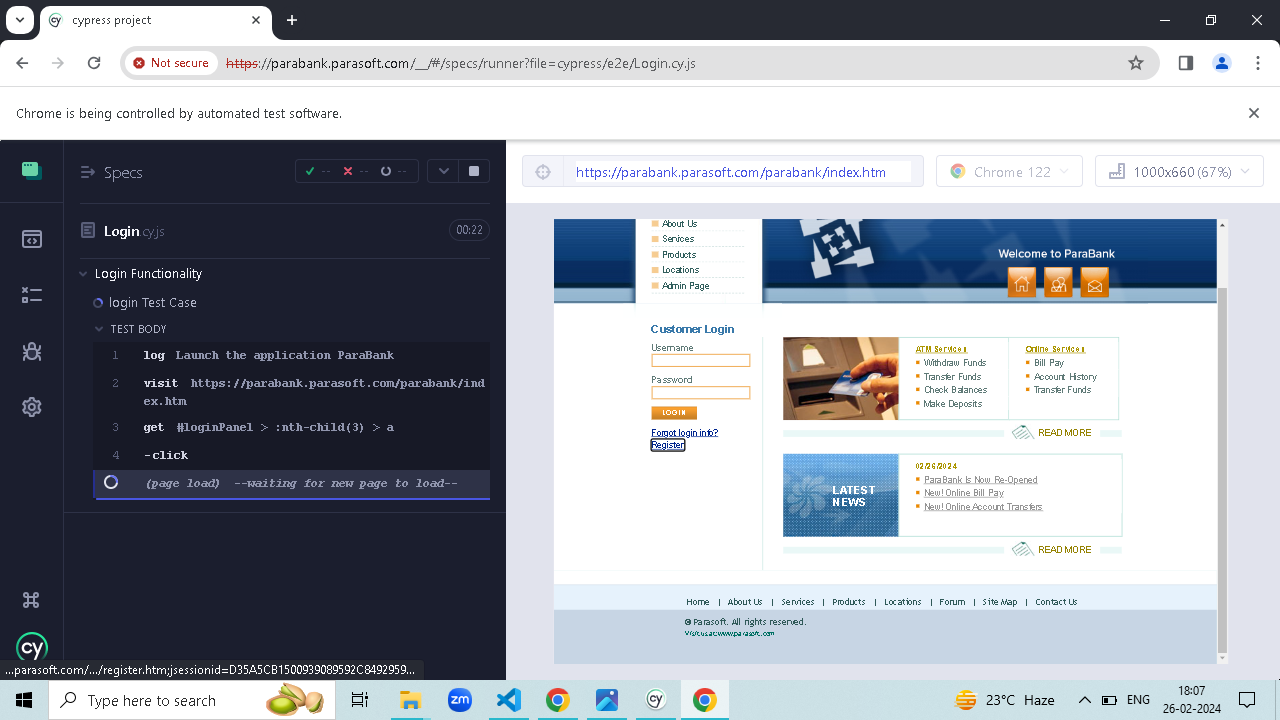 cypress project
Not secure
https://parabank.parasoft.com/__/#/specs/runner?file=cypress/e2e/Login.cy.js
Chrome is being controlled by automated test software.
Specs
-- -- --
https://parabank.parasoft.com/parabank/index.htm
Chrome 122
1000x660 (67%)
Login.cy.js
00:22
Login Functionality
login Test Case
TEST BODY
1 log Launch the application ParaBank
2 visit https://parabank.parasoft.com/parabank/ind
ex.htm
3 get #loginPanel > :nth-child(3) > a
4 -click
(page load) --waiting for new page to load--
About Us
Services
Products
Locations
Admin Page
Welcome to ParaBank
Customer Login
Username
Password
LOGIN
Forgot login info?
Register
ATM Services
Withdraw Funds
Transfer Funds
Check Balances
Make Deposits
Online Services
Bill Pay
Account History
Transfer Funds
READ MORE
LATEST
NEWS
02/26/2024
ParaBank Is Now Re-Opened
New! Online Bill Pay
New! Online Account Transfers
READ MORE
Home | About Us | Services | Products | Locations | Forum | Site Map | Contact Us
© Parasoft. All rights reserved.
Visit us at:www.parasoft.com
cy
...parasoft.com/.../register.htm;jsessionid=D35A5CB1500939089592C8492959...
Type here to search
zm
cy
23°C Haze
ENG
18:07
26-02-2024